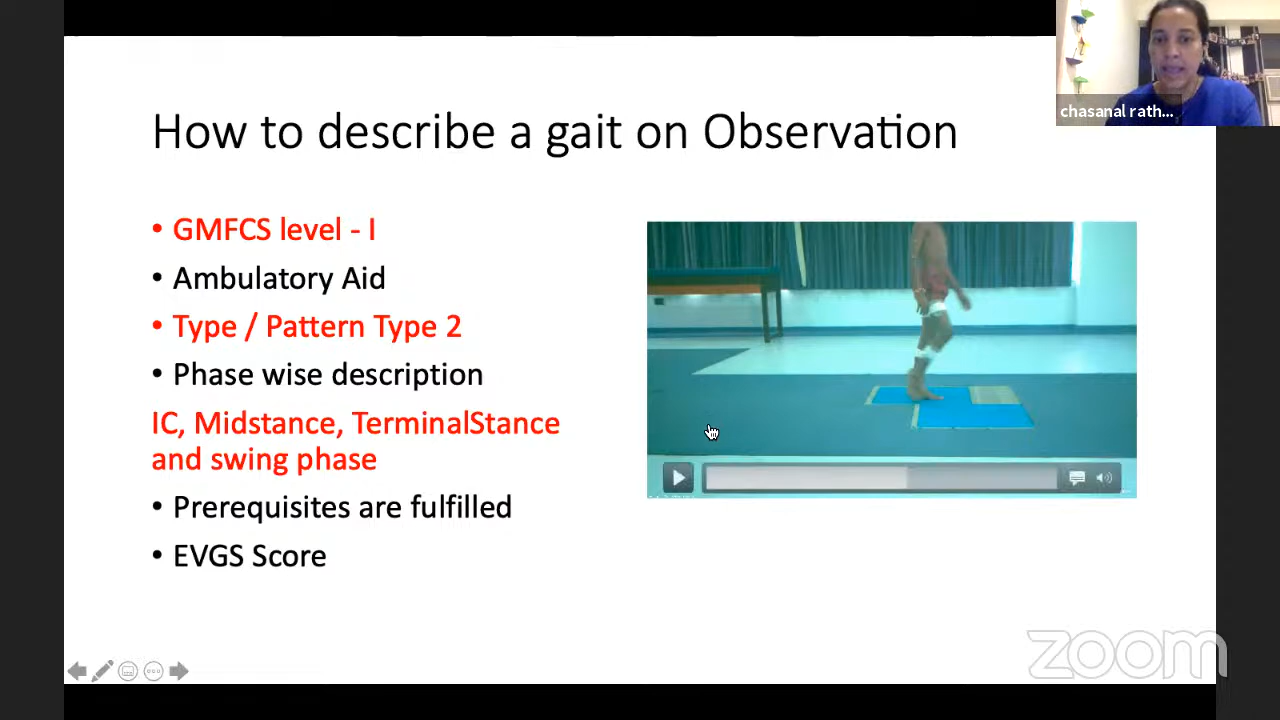 chasanal rath...
How to describe a gait on Observation
• GMFCS level - I
• Ambulatory Aid
• Type / Pattern Type 2
• Phase wise description
IC, Midstance, TerminalStance
and swing phase
• Prerequisites are fulfilled
• EVGS Score
zoom